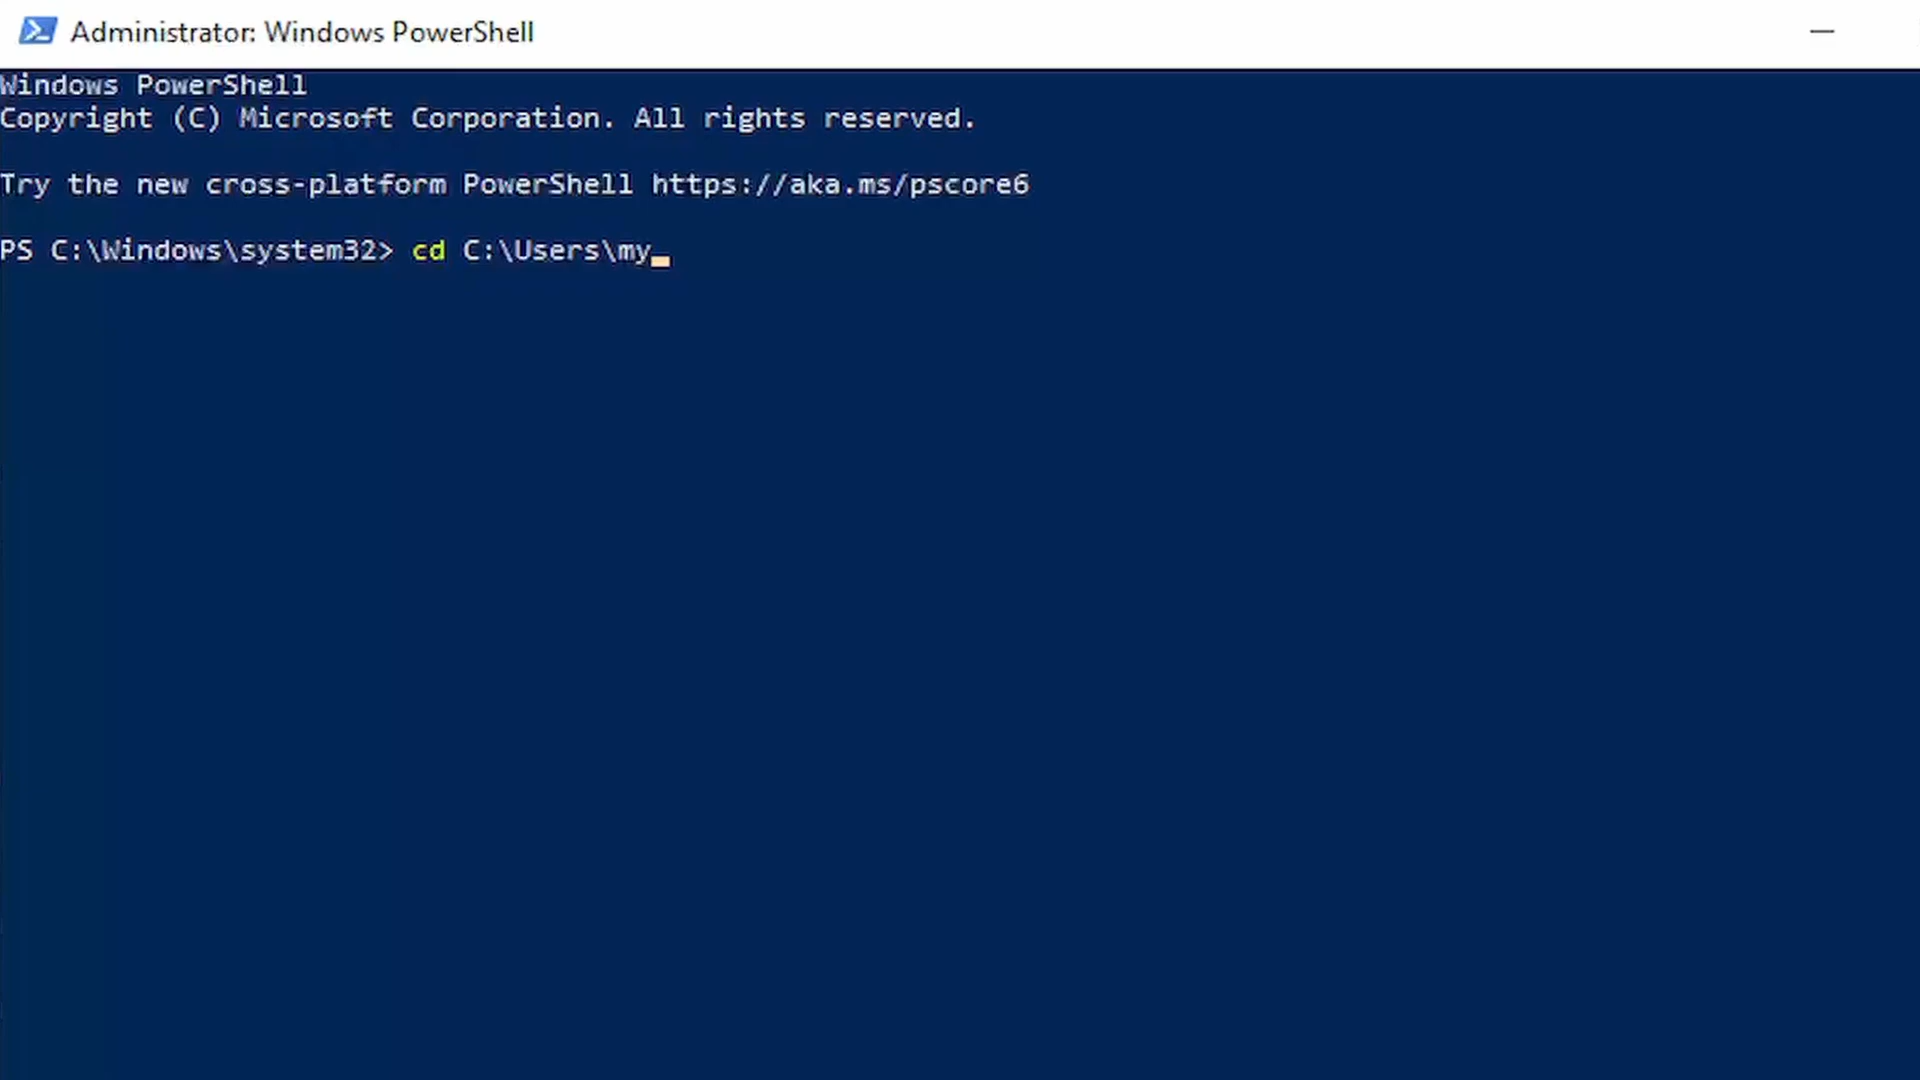 Administrator: Windows PowerShell
Windows PowerShell
Copyright (C) Microsoft Corporation. All rights reserved.
Try the new cross-platform PowerShell https://aka.ms/pscore6
PS C:\Windows\system32> cd C:\Users\my